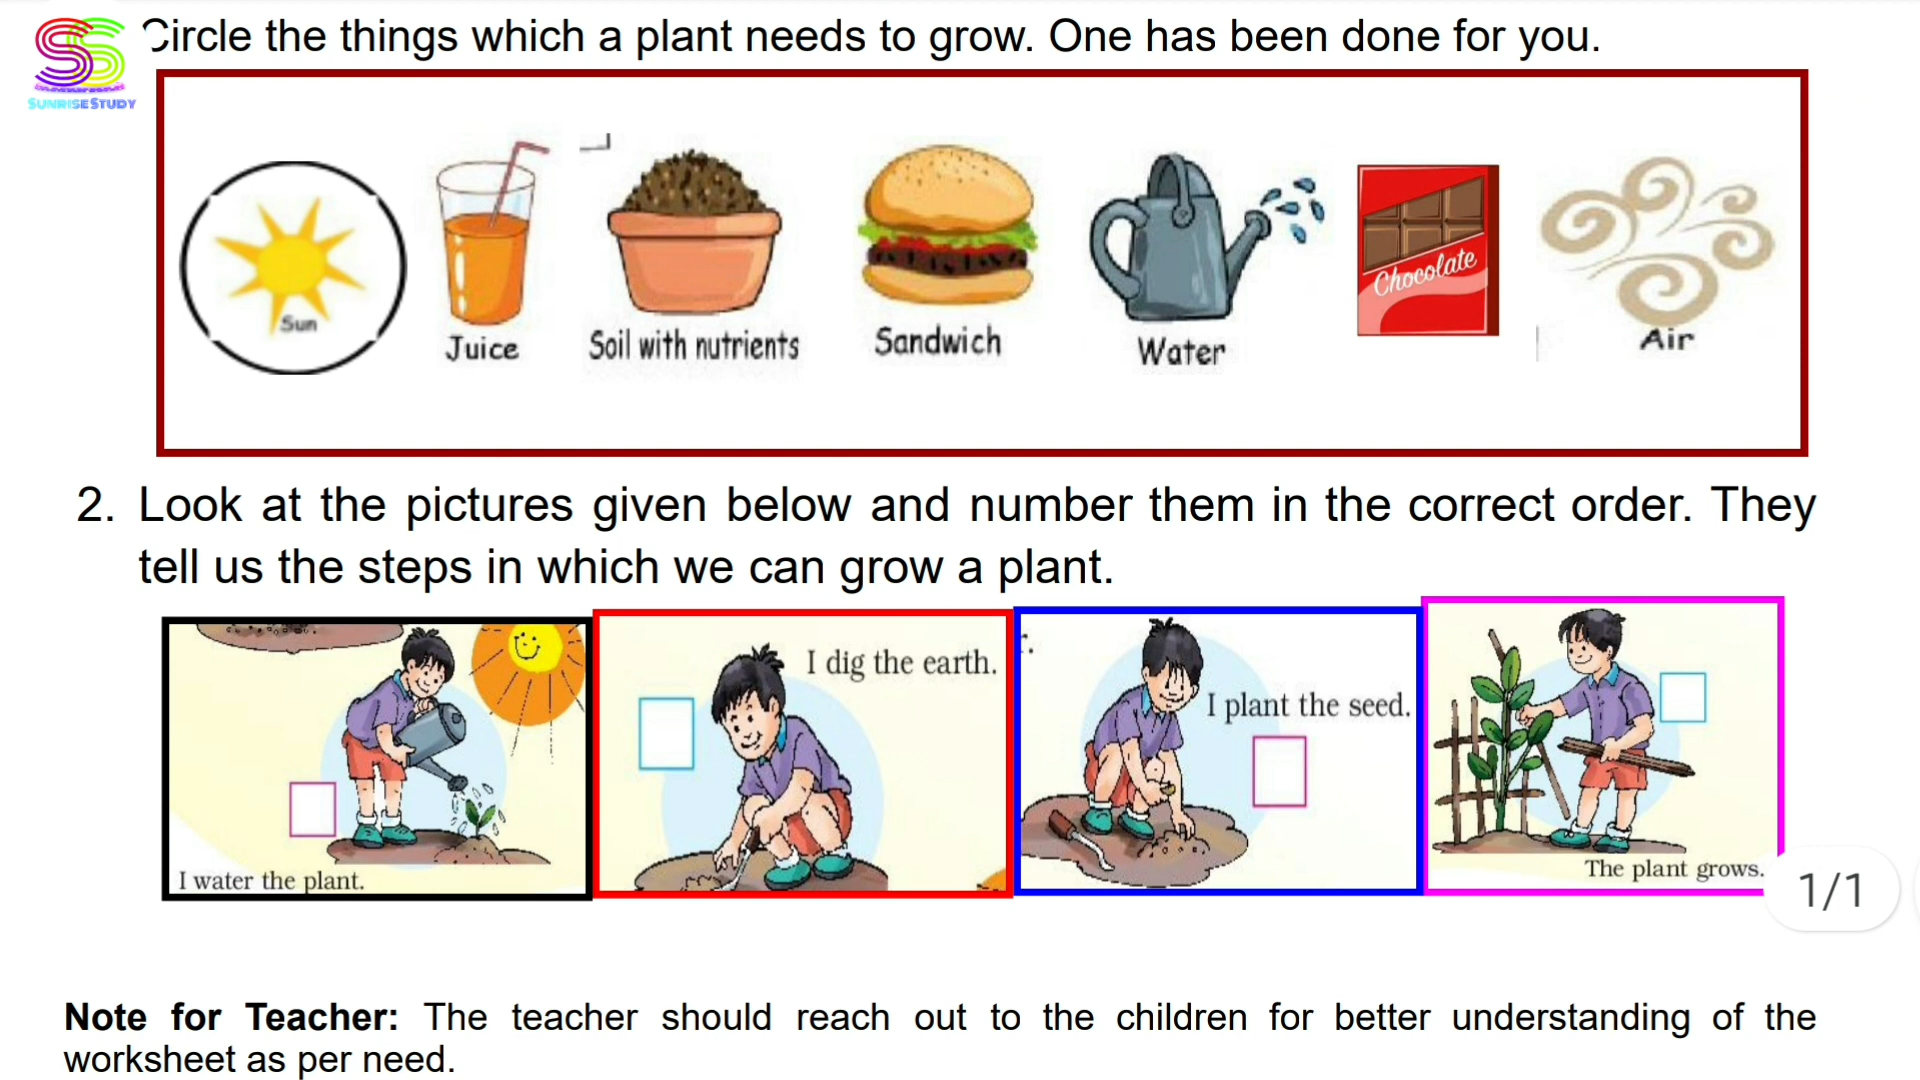 SS
SUNRISESTUDY
Circle the things which a plant needs to grow. One has been done for you.
Sun
Juice
Soil with nutrients
Sandwich
Water
Chocolate
Air
2. Look at the pictures given below and number them in the correct order. They
tell us the steps in which we can grow a plant.
I water the plant.
I dig the earth.
r.
I plant the seed.
The plant grows.
1/1
Note for Teacher: The teacher should reach out to the children for better understanding of the
worksheet as per need.